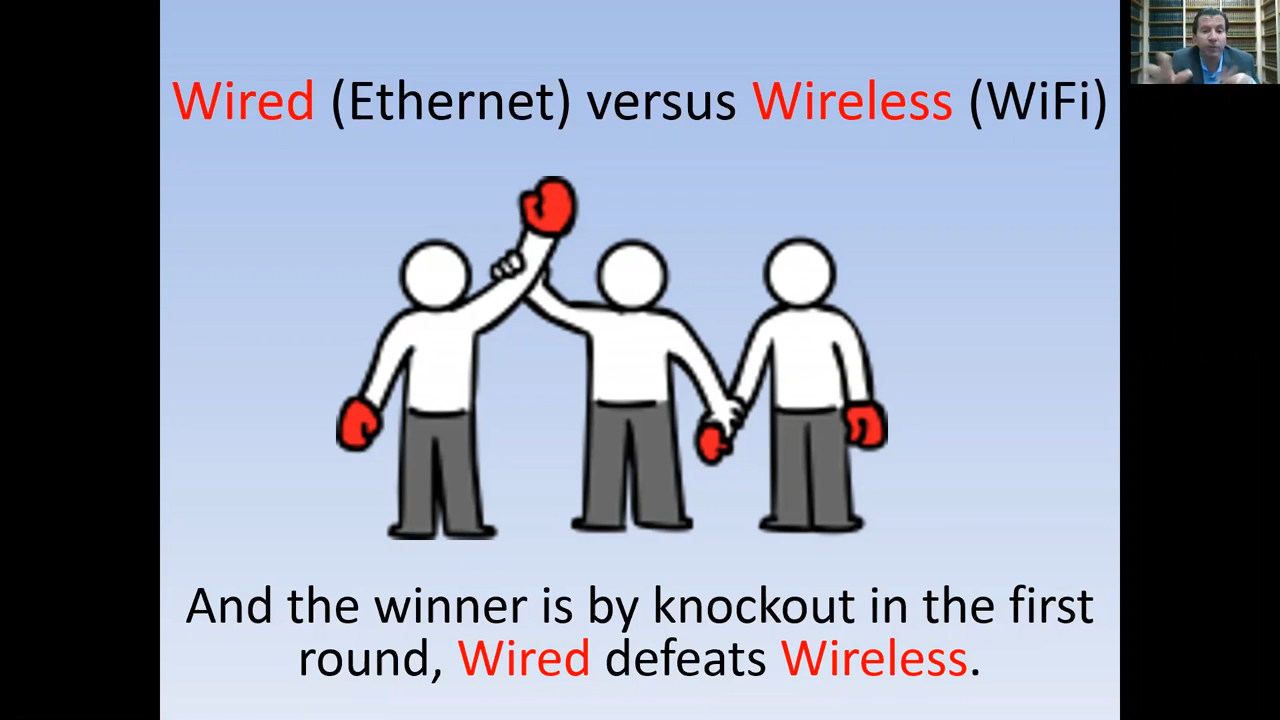 Wired (Ethernet) versus Wireless (WiFi)
And the winner is by knockout in the first
round, Wired defeats Wireless.